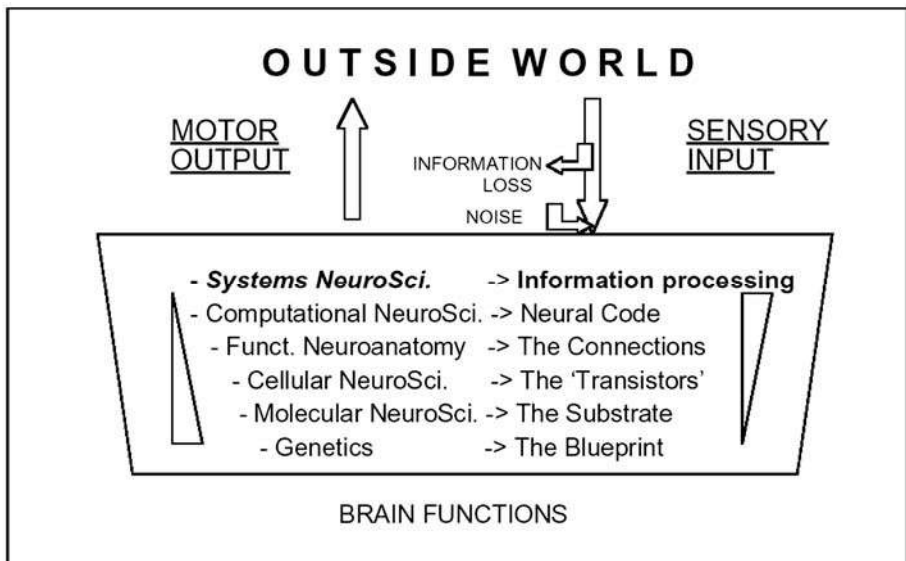 OUTSIDE WORLD
MOTOR
OUTPUT
SENSORY
INPUT
INFORMATION
LOSS
NOISE
- Systems NeuroSci. -> Information processing
- Computational NeuroSci. -> Neural Code
- Funct. Neuroanatomy -> The Connections
- Cellular NeuroSci. -> The ‘Transistors’
- Molecular NeuroSci. -> The Substrate
- Genetics -> The Blueprint
BRAIN FUNCTIONS